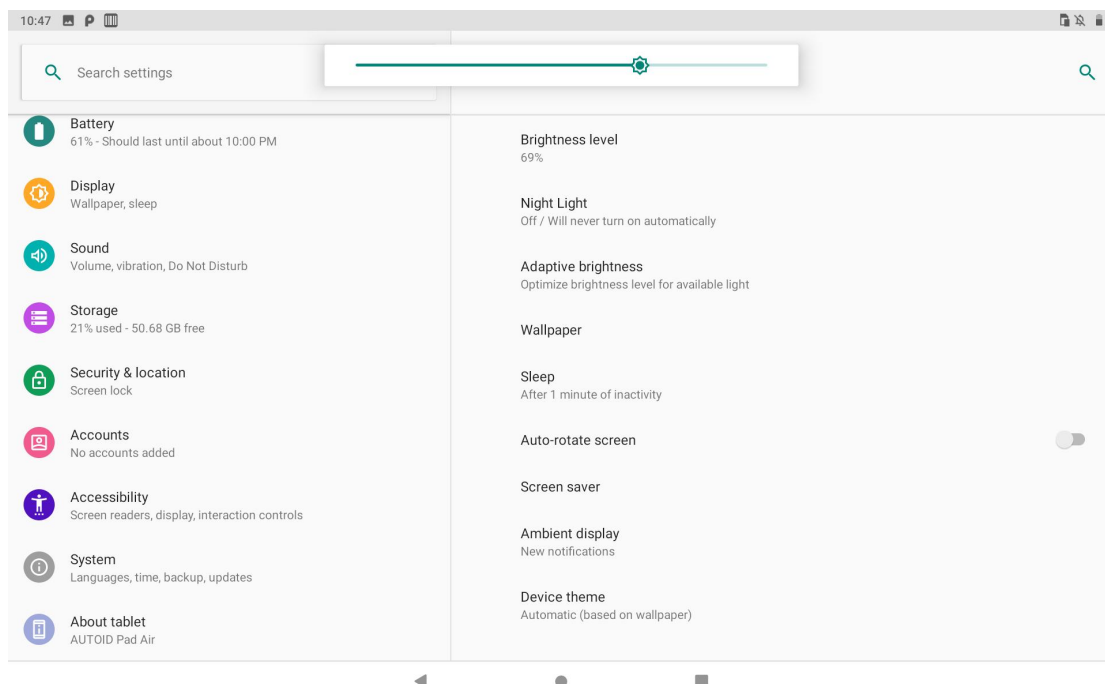 10:47
Search settings
Battery
61% - Should last until about 10:00 PM
Display
Wallpaper, sleep
Sound
Volume, vibration, Do Not Disturb
Storage
21% used - 50.68 GB free
Security & location
Screen lock
Accounts
No accounts added
Accessibility
Screen readers, display, interaction controls
System
Languages, time, backup, updates
About tablet
AUTOID Pad Air
Brightness level
69%
Night Light
Off / Will never turn on automatically
Adaptive brightness
Optimize brightness level for available light
Wallpaper
Sleep
After 1 minute of inactivity
Auto-rotate screen
Screen saver
Ambient display
New notifications
Device theme
Automatic (based on wallpaper)